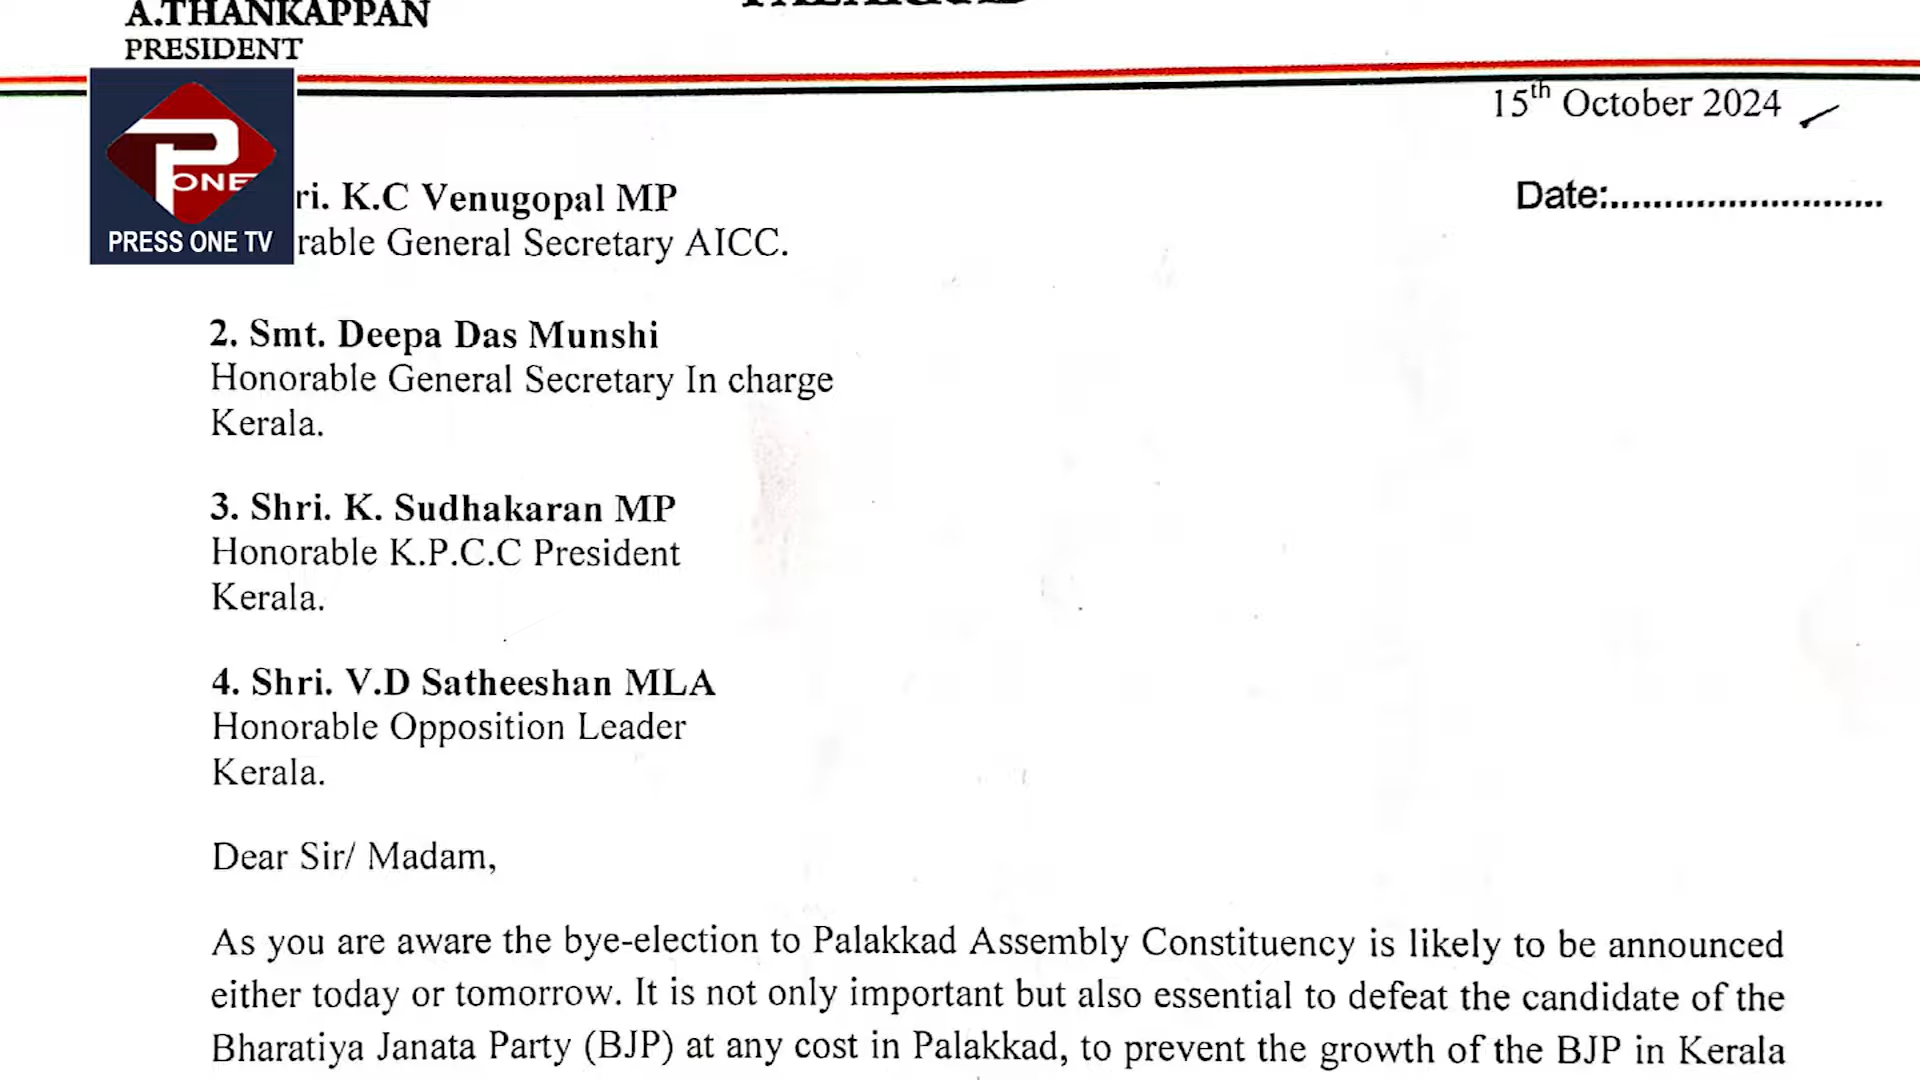 A.THANKAPPAN
PRESIDENT
15th October 2024
Date:..........................
P ONE
PRESS ONE TV
ri. K.C Venugopal MP
rable General Secretary AICC.
2. Smt. Deepa Das Munshi
Honorable General Secretary In charge
Kerala.
3. Shri. K. Sudhakaran MP
Honorable K.P.C.C President
Kerala.
4. Shri. V.D Satheeshan MLA
Honorable Opposition Leader
Kerala.
Dear Sir/ Madam,
As you are aware the bye-election to Palakkad Assembly Constituency is likely to be announced
either today or tomorrow. It is not only important but also essential to defeat the candidate of the
Bharatiya Janata Party (BJP) at any cost in Palakkad, to prevent the growth of the BJP in Kerala